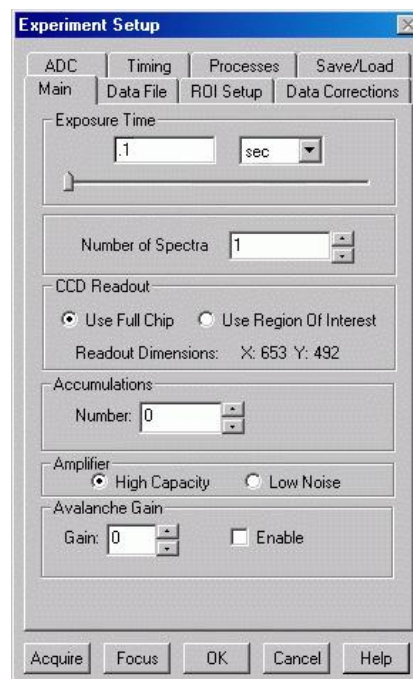 Experiment Setup
ADC Timing Processes Save/Load
Main Data File ROI Setup Data Corrections
Exposure Time
.1 sec
Number of Spectra 1
CCD Readout
Use Full Chip Use Region Of Interest
Readout Dimensions: X: 653 Y: 492
Accumulations
Number: 0
Amplifier
High Capacity Low Noise
Avalanche Gain
Gain: 0 Enable
Acquire Focus OK Cancel Help